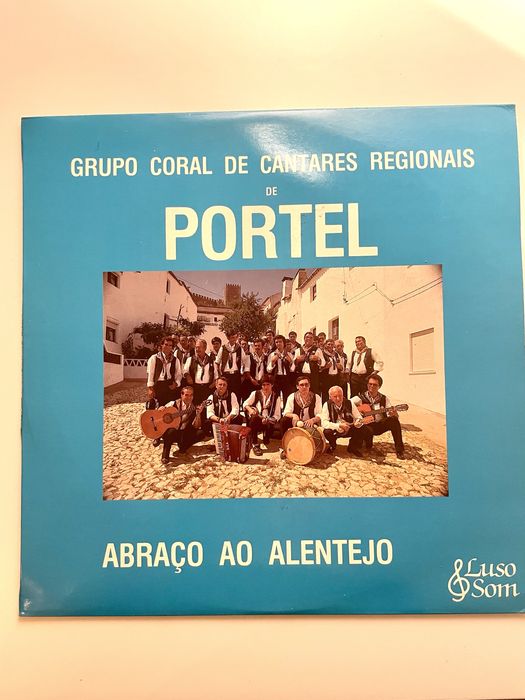 GRUPO CORAL DE CANTARES REGIONAIS
DE
PORTEL
ABRAÇO AO ALENTEJO
Luso
Som